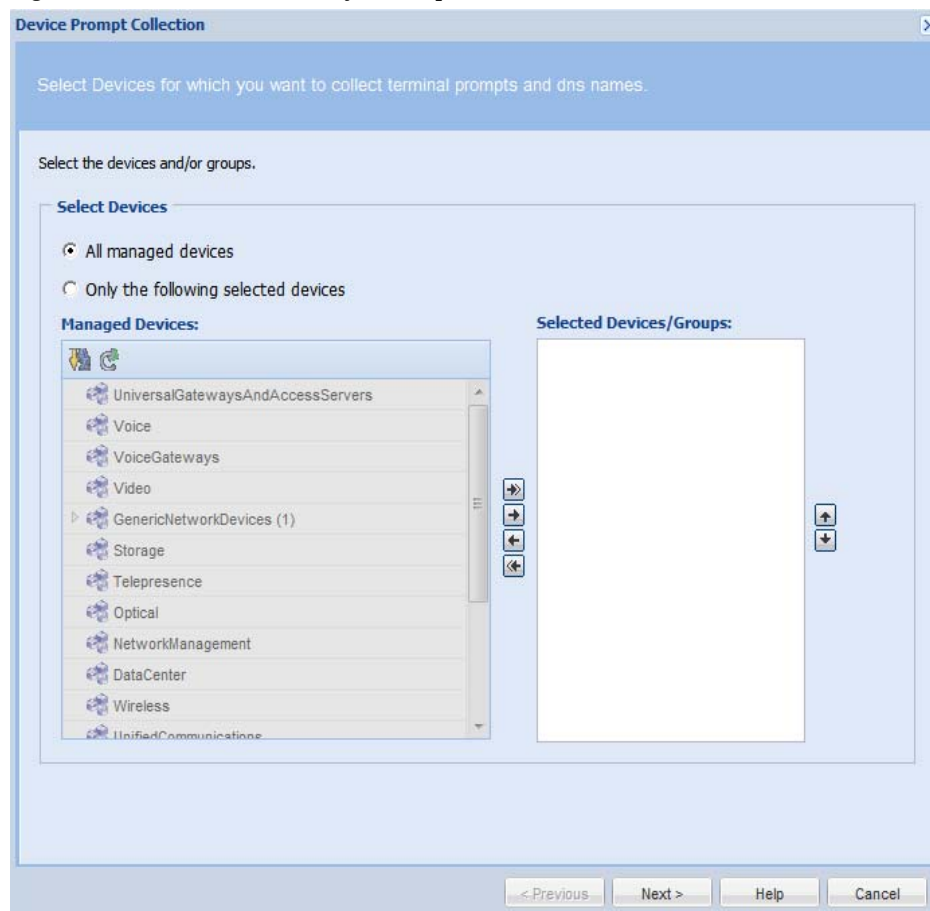 Device Prompt Collection
Select Devices for which you want to collect terminal prompts and dns names.
Select the devices and/or groups.
Select Devices
All managed devices
Only the following selected devices
Managed Devices:
Selected Devices/Groups:
UniversalGatewaysAndAccessServers
Voice
VoiceGateways
Video
GenericNetworkDevices (1)
Storage
Telepresence
Optical
NetworkManagement
DataCenter
Wireless
UnifiedCommunications
< Previous
Next >
Help
Cancel